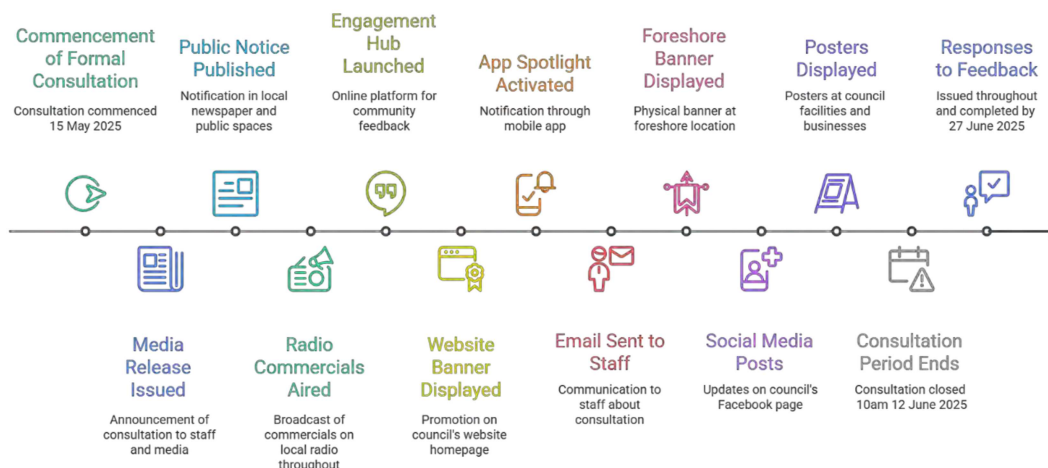 Commencement
of Formal
Consultation
Consultation commenced
15 May 2025
Public Notice
Published
Notification in local
newspaper and
public spaces
Engagement
Hub
Launched
Online platform for
community
feedback
App Spotlight
Activated
Notification through
mobile app
Foreshore
Banner
Displayed
Physical banner at
foreshore location
Posters
Displayed
Posters at council
facilities and
businesses
Responses
to Feedback
Issued throughout
and completed by
27 June 2025
Media
Release
Issued
Announcement of
consultation to staff
and media
Radio
Commercials
Aired
Broadcast of
commercials on
local radio
throughout
Website
Banner
Displayed
Promotion on
council's website
homepage
Email Sent to
Staff
Communication to
staff about
consultation
Social Media
Posts
Updates on council's
Facebook page
Consultation
Period Ends
Consultation closed
10am 12 June 2025